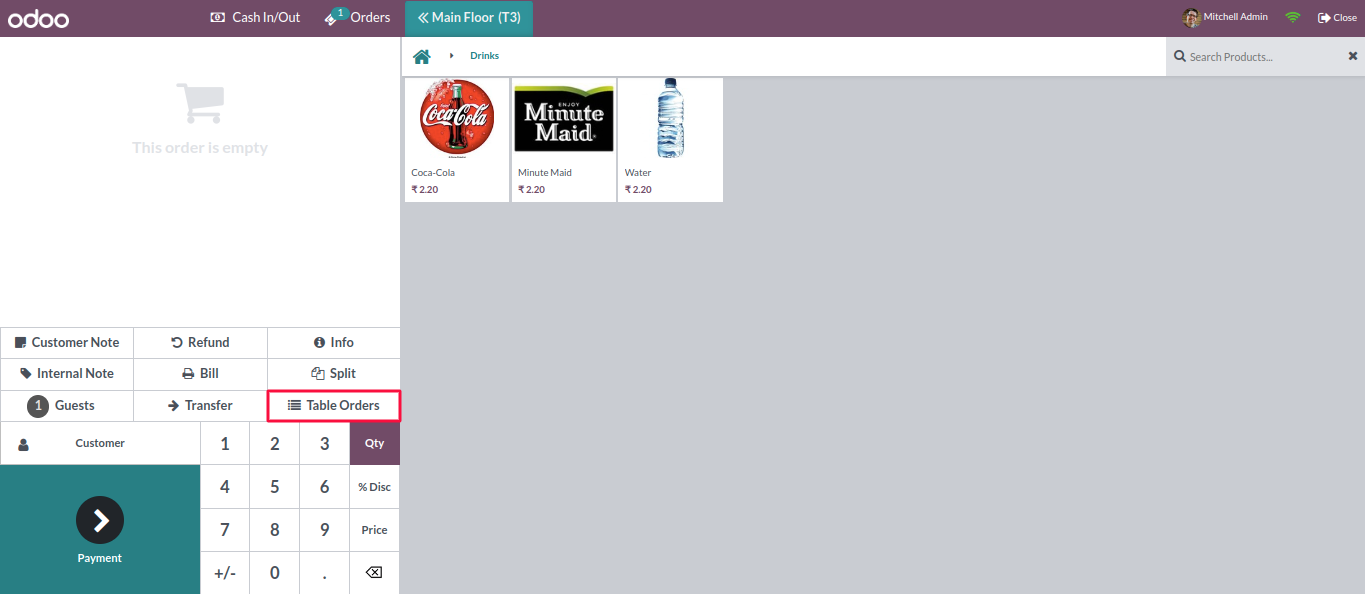 odoo
Cash In/Out
1
Orders
Main Floor (T3)
Mitchell Admin
Close
Drinks
Search Products...
This order is empty
Coca-Cola
ENJOY
Minute
Maid
Coca-Cola
₹ 2.20
Minute Maid
₹ 2.20
Water
₹ 2.20
Customer Note
Refund
Info
Internal Note
Bill
Split
1 Guests
Transfer
Table Orders
Customer
1 2 3 Qty
4 5 6 % Disc
7 8 9 Price
+/- 0 .
Payment